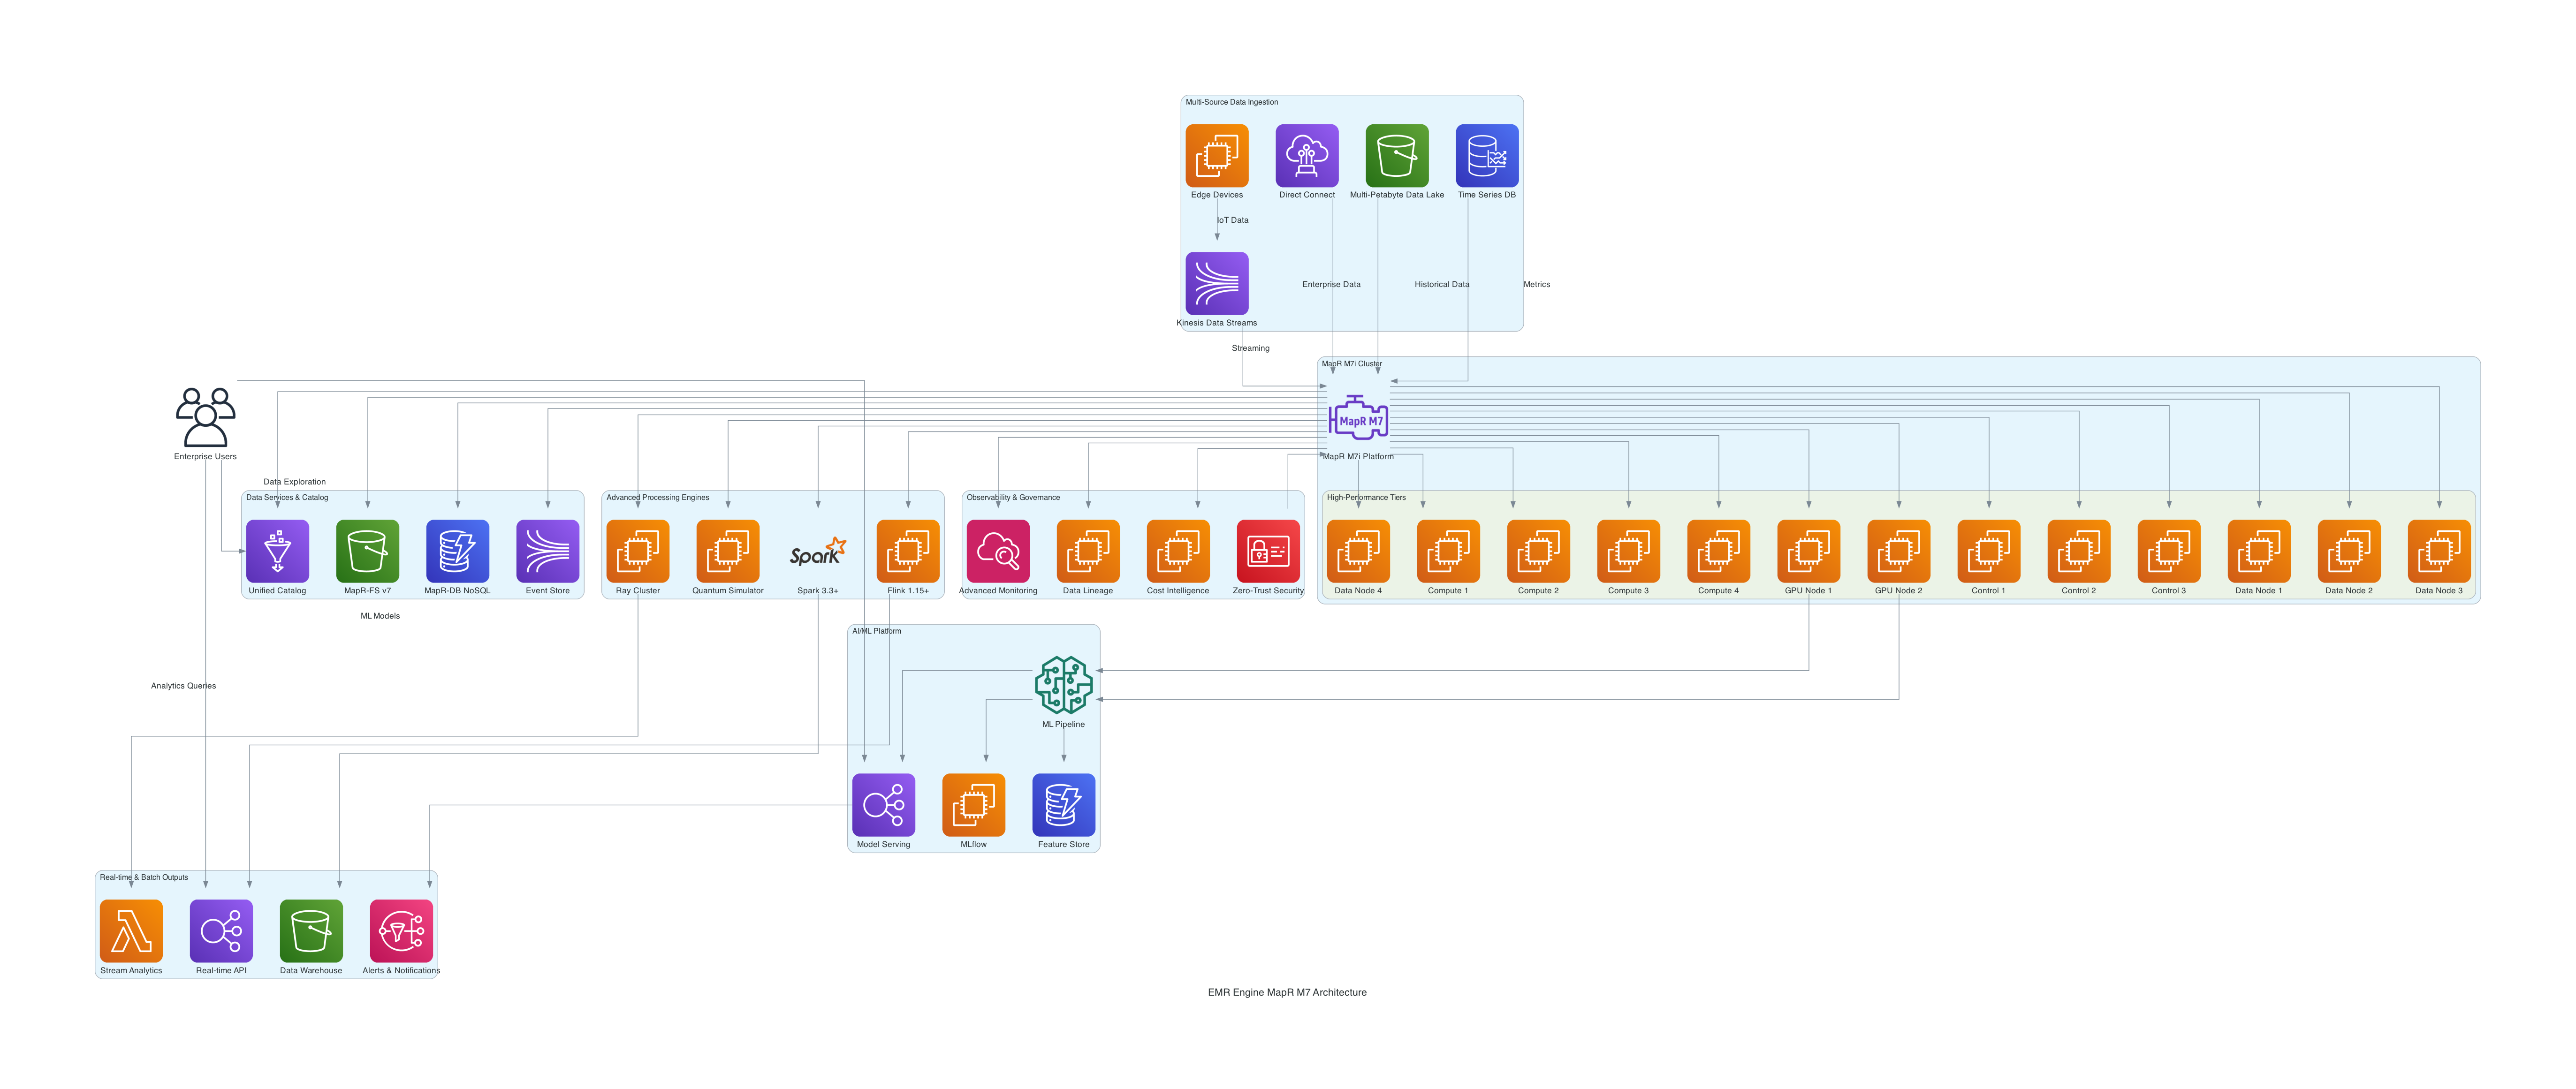 Multi-Source Data Ingestion
Edge Devices
Direct Connect
Multi-Petabyte Data Lake
Time Series DB
IoT Data
Enterprise Data
Historical Data
Metrics
Kinesis Data Streams
Streaming
MapR M7i Cluster
MapR M7
MapR M7i Platform
Enterprise Users
Data Exploration
Data Services & Catalog
Unified Catalog
MapR-FS v7
MapR-DB NoSQL
Event Store
Advanced Processing Engines
Ray Cluster
Quantum Simulator
Spark
Spark 3.3+
Flink 1.15+
Observability & Governance
Advanced Monitoring
Data Lineage
Cost Intelligence
Zero-Trust Security
High-Performance Tiers
Data Node 4
Compute 1
Compute 2
Compute 3
Compute 4
GPU Node 1
GPU Node 2
Control 1
Control 2
Control 3
Data Node 1
Data Node 2
Data Node 3
ML Models
AI/ML Platform
ML Pipeline
Analytics Queries
Model Serving
MLflow
Feature Store
Real-time & Batch Outputs
Stream Analytics
Real-time API
Data Warehouse
Alerts & Notifications
EMR Engine MapR M7 Architecture